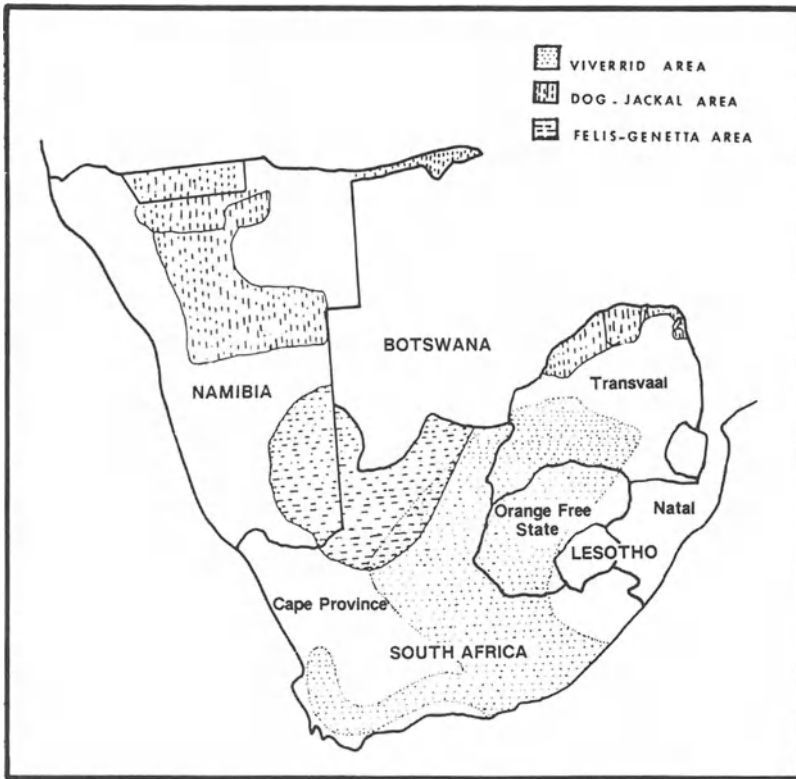 VIVERRID AREA
DOG-JACKAL AREA
FELIS-GENETTA AREA
BOTSWANA
NAMIBIA
Transvaal
Orange Free
State
Natal
LESOTHO
Cape Province
SOUTH AFRICA